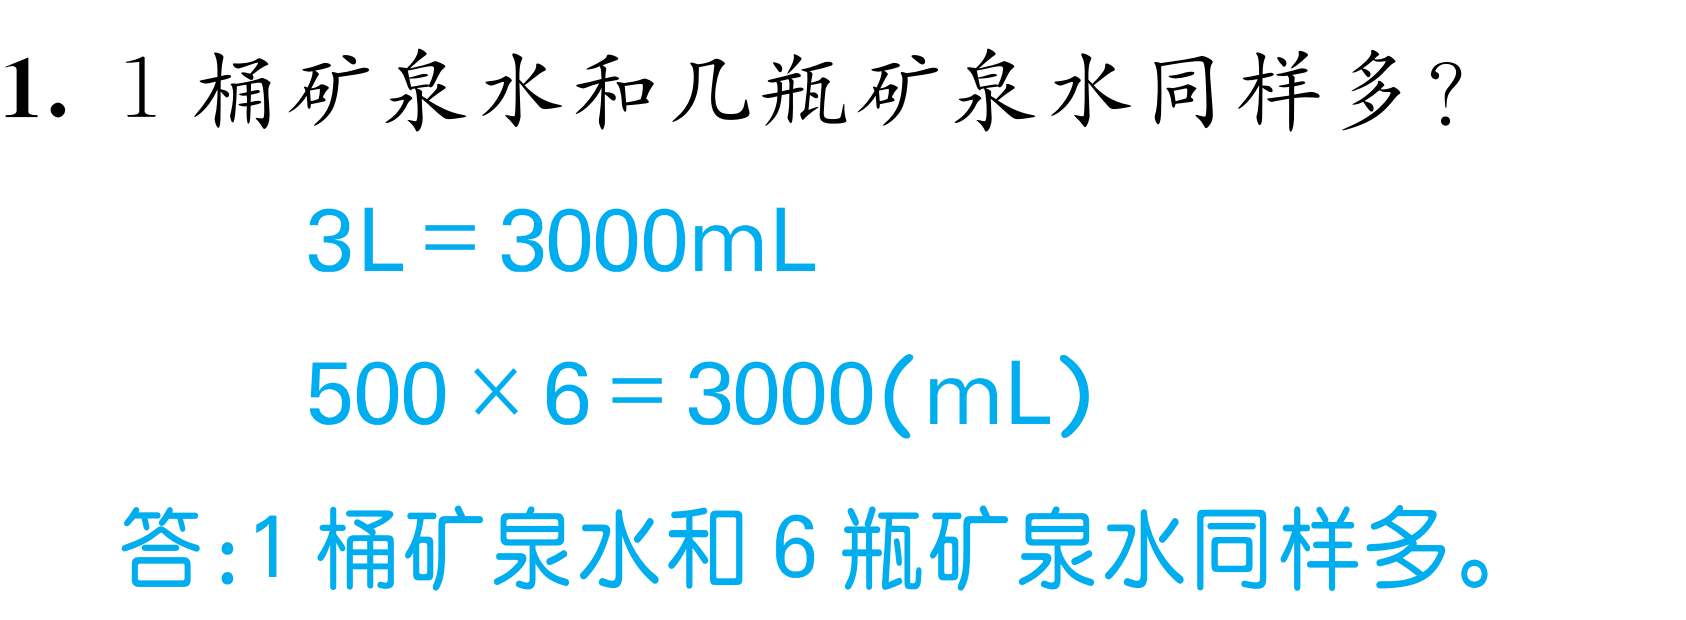 1. 1 桶矿泉水和几瓶矿泉水同样多?
3L = 3000mL
500 × 6 = 3000(mL)
答:1 桶矿泉水和 6 瓶矿泉水同样多。